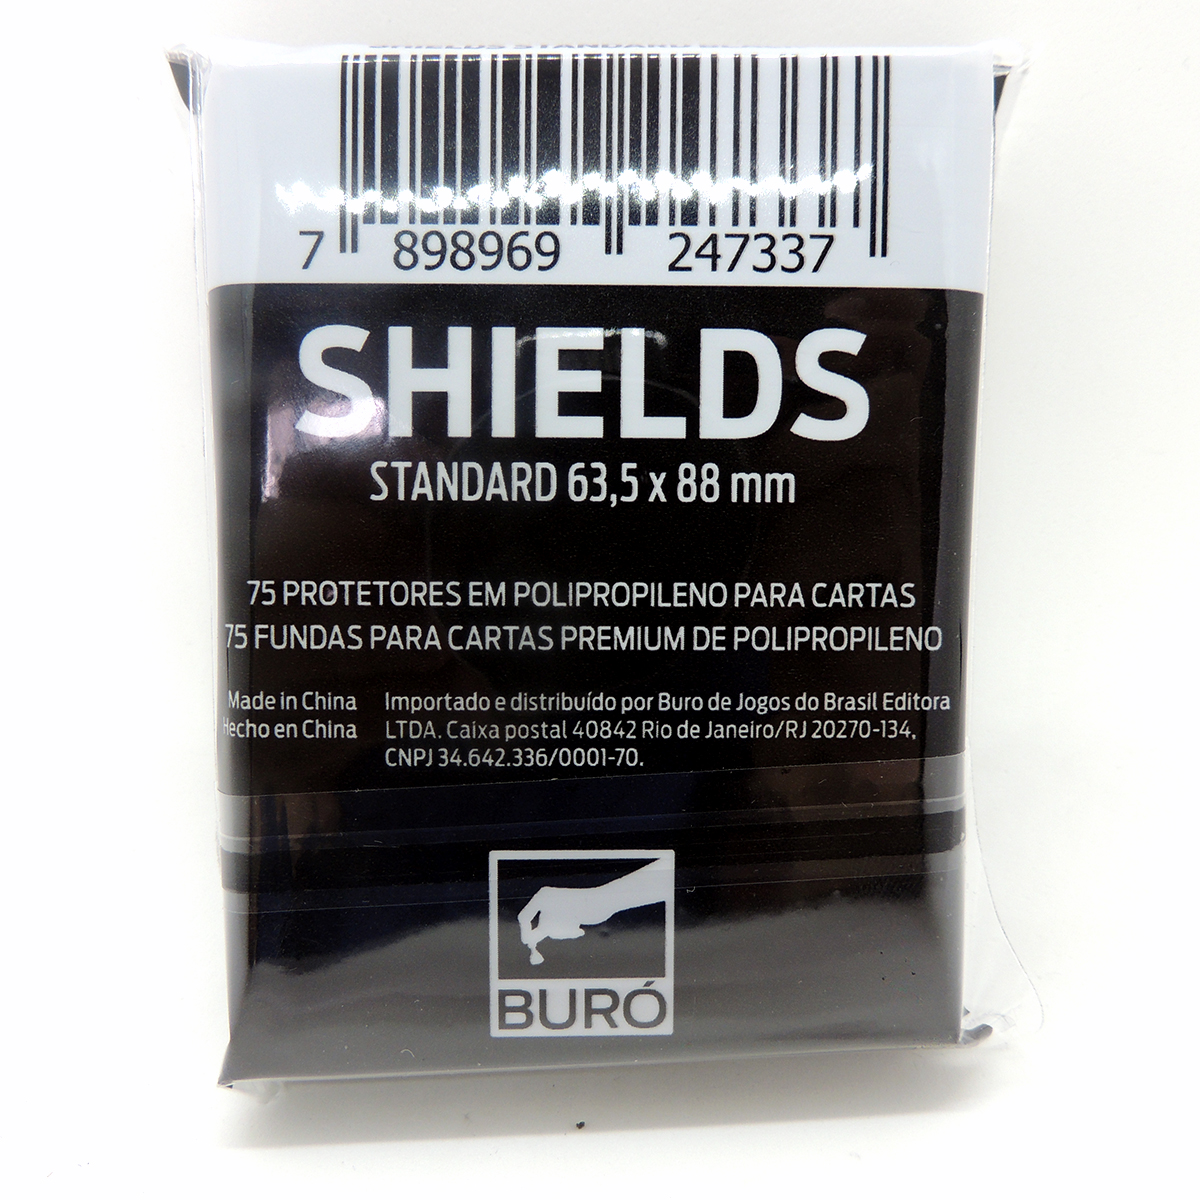 7 898969 247337
SHIELDS
STANDARD 63,5 x 88 mm
75 PROTETORES EM POLIPROPILENO PARA CARTAS
75 FUNDAS PARA CARTAS PREMIUM DE POLIPROPILENO
Made in China
Hecho en China
Importado e distribuído por Buro de Jogos do Brasil Editora
LTDA. Caixa postal 40842 Rio de Janeiro/RJ 20270-134,
CNPJ 34.642.336/0001-70.
BURÓ